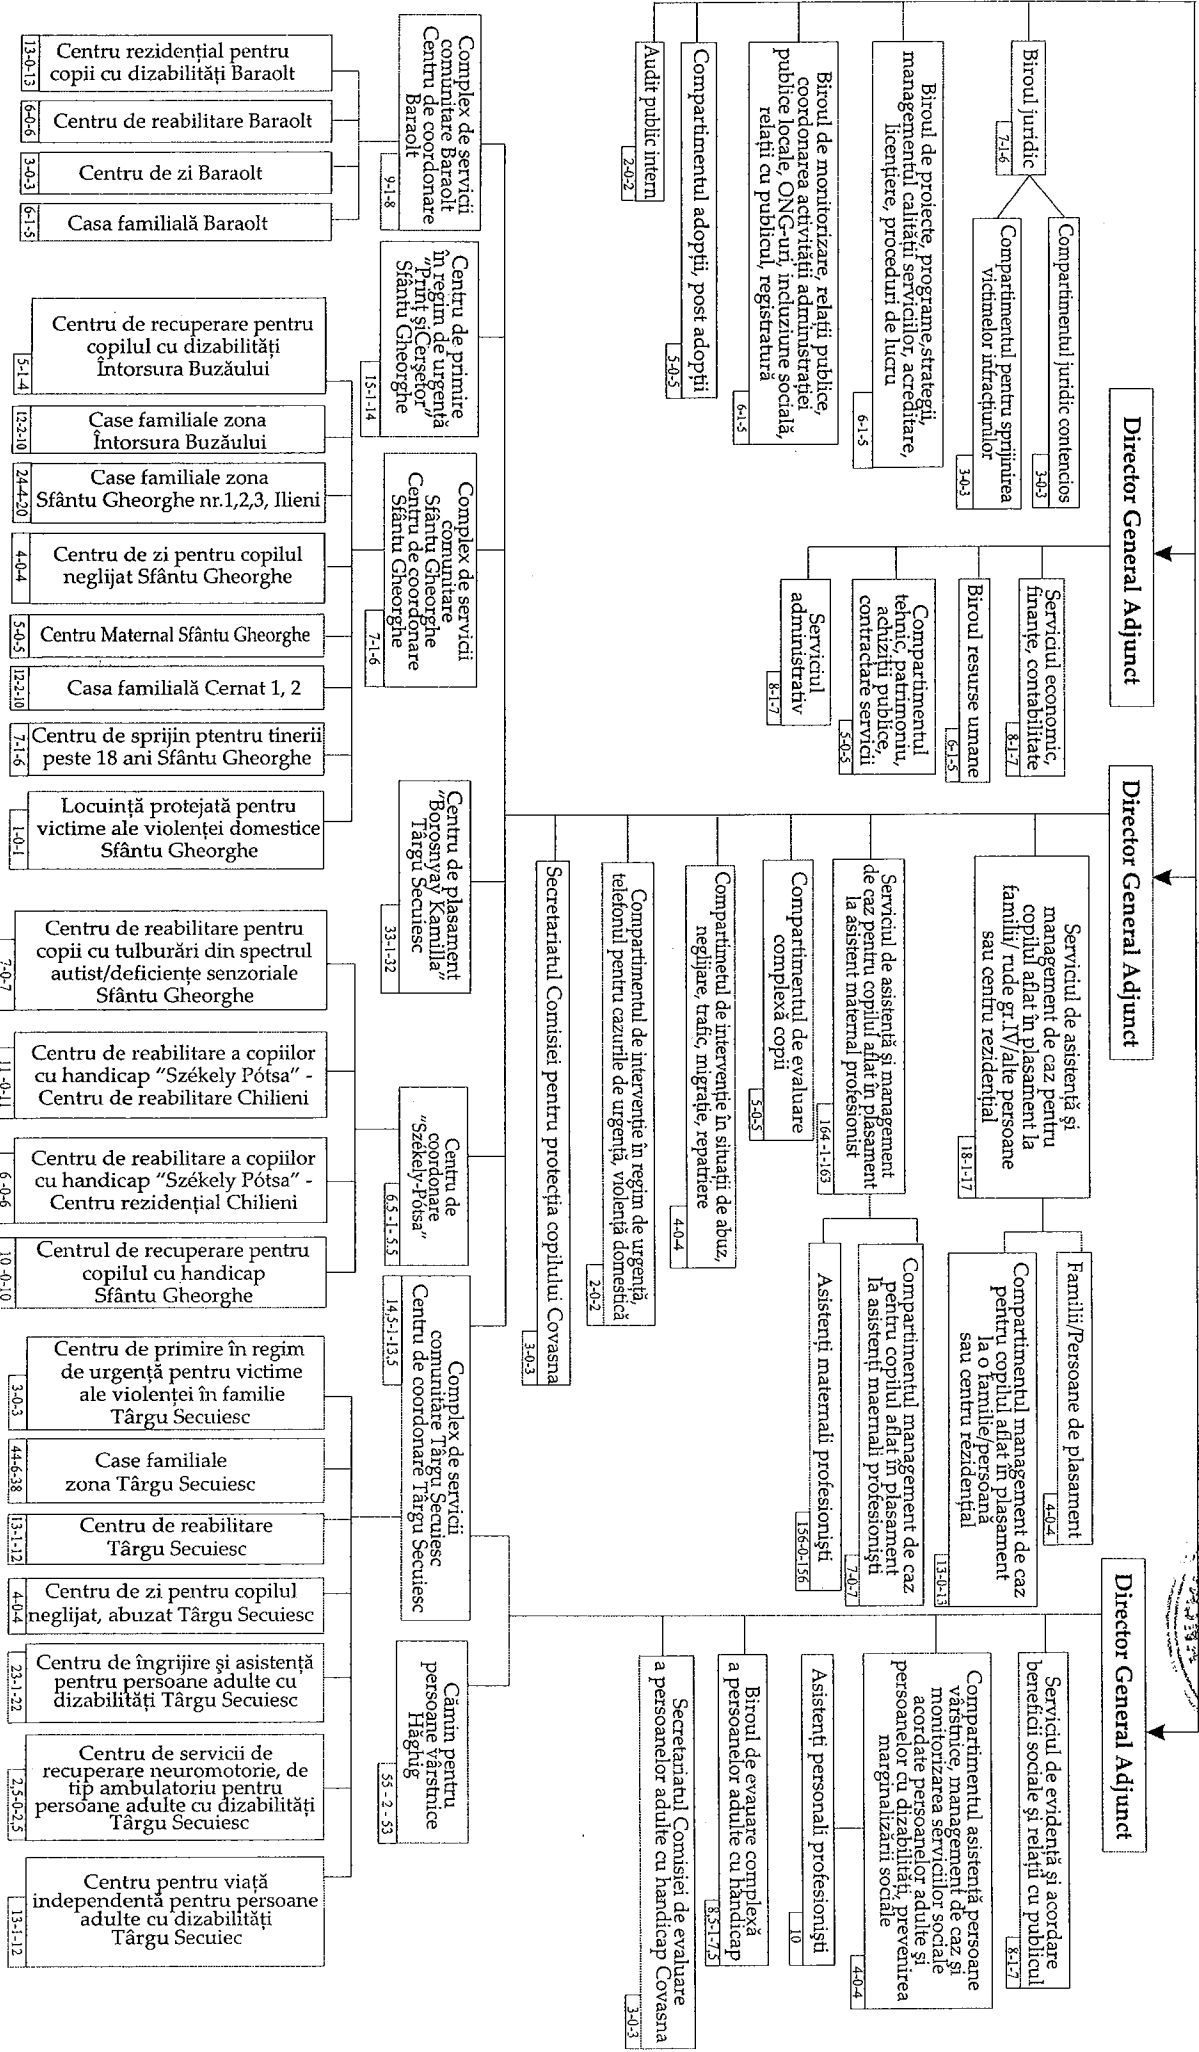 Biroul juridic
7-1-6
Compartimentul juridic contencios
3-0-3
Compartimentul pentru sprijinirea
victimelor infracțiunilor
3-0-3
Biroul de proiecte, programe,strategii,
managementul calității serviciilor, acreditare,
licențiere, proceduri de lucru
6-1-5
Biroul de monitorizare, relații publice,
coordonarea activității administrației
publice locale, ONG-uri, incluziune socială,
relații cu publicul, registratură
6-1-5
Compartimentul adopții, post adopții
5-0-5
Audit public intern
2-0-2
Director General Adjunct
Serviciul economic,
finanțe, contabilitate
8-1-7
Biroul resurse umane
6-1-5
Compartimentul
tehnic, patrimoniu,
achiziții publice,
contractare servicii
5-0-5
Serviciul
administrativ
8-1-7
Director General Adjunct
Serviciul de asistență și
management de caz pentru
copilul aflat în plasament la
familii/ rude gr.IV/alte persoane
sau centru rezidențial
18-1-17
Familii/Persoane de plasament
4-0-4
Compartimentul management de caz
pentru copilul aflat în plasament
la o familie/persoană
sau centru rezidențial
13-0-13
Serviciul de asistență și management
de caz pentru copilul aflat în plasament
la asistent maternal profesionist
164 -1-163
Compartimentul management de caz
pentru copilul aflat în plasament
la asistenți maernali profesioniști
7-0-7
Asistenți maternali profesioniști
156-0-156
Compartimentul de evaluare
complexă copii
5-0-5
Compartimetul de intervenție în situații de abuz,
neglijare, trafic, migrație, repatriere
4-0-4
Compartimentul de intervenție în regim de urgență,
telefonul pentru cazurile de urgență, violență domestică
2-0-2
Secretariatul Comisiei pentru protecția copilului Covasna
3-0-3
Director General Adjunct
Serviciul de evidență și acordare
beneficii sociale și relații cu publicul
8-1-7
Compartimentul asistență persoane
vârstnice, management de caz și
monitorizarea serviciilor sociale
acordate persoanelor adulte și
persoanelor cu dizabilități, prevenirea
marginalizării sociale
4-0-4
Asistenți personali profesioniști
10
Biroul de evauare complexă
a persoanelor adulte cu handicap
8,5-1-7,5
Secretariatul Comisiei de evaluare
a persoanelor adulte cu handicap Covasna
3-0-3
Complex de servicii
comunitare Baraolt
Centru de coordonare
Baraolt
9-1-8
Centru de primire
în regim de urgență
"Prinț șiCerșetor"
Sfântu Gheorghe
15-1-14
Complex de servicii
comunitare
Sfântu Gheorghe
Centru de coordonare
Sfântu Gheorghe
7-1-6
Centru de plasament
"Borosnyay Kamilla"
Târgu Secuiesc
33-1-32
Centru de
coordonare
"Székely-Pótsa"
6,5 -1- 5,5
Complex de servicii
comunitare Târgu Secuiesc
Centru de coordonare Târgu Secuiesc
14,5-1-13,5
Cămin pentru
persoane vârstnice
Hăghig
55 - 2 - 53
Centru rezidențial pentru
copii cu dizabilități Baraolt
13-0-13
Centru de reabilitare Baraolt
6-0-6
Centru de zi Baraolt
3-0-3
Casa familială Baraolt
6-1-5
Centru de recuperare pentru
copilul cu dizabilități
Întorsura Buzăului
5-1-4
Case familiale zona
Întorsura Buzăului
12-2-10
Case familiale zona
Sfântu Gheorghe nr.1,2,3, Ilieni
24-4-20
Centru de zi pentru copilul
neglijat Sfântu Gheorghe
4-0-4
Centru Maternal Sfântu Gheorghe
5-0-5
Casa familială Cernat 1, 2
12-2-10
Centru de sprijin ptentru tinerii
peste 18 ani Sfântu Gheorghe
7-1-6
Locuință protejată pentru
victime ale violenței domestice
Sfântu Gheorghe
1-0-1
Centru de reabilitare pentru
copii cu tulburări din spectrul
autist/deficiențe senzoriale
Sfântu Gheorghe
7-0-7
Centru de reabilitare a copiilor
cu handicap "Székely Pótsa" -
Centru de reabilitare Chilieni
11 -0-11
Centru de reabilitare a copiilor
cu handicap "Székely Pótsa" -
Centru rezidențial Chilieni
6 -0-6
Centrul de recuperare pentru
copilul cu handicap
Sfântu Gheorghe
10 -0-10
Centru de primire în regim
de urgență pentru victime
ale violenței în familie
Târgu Secuiesc
3-0-3
Case familiale
zona Târgu Secuiesc
44-6-38
Centru de reabilitare
Târgu Secuiesc
13-1-12
Centru de zi pentru copilul
neglijat, abuzat Târgu Secuiesc
4-0-4
Centru de îngrijire și asistență
pentru persoane adulte cu
dizabilități Târgu Secuiesc
23-1-22
Centru de servicii de
recuperare neuromotorie, de
tip ambulatoriu pentru
persoane adulte cu dizabilități
Târgu Secuiesc
2,5-0-2,5
Centru pentru viață
independentă pentru persoane
adulte cu dizabilități
Târgu Secuiec
13-1-12